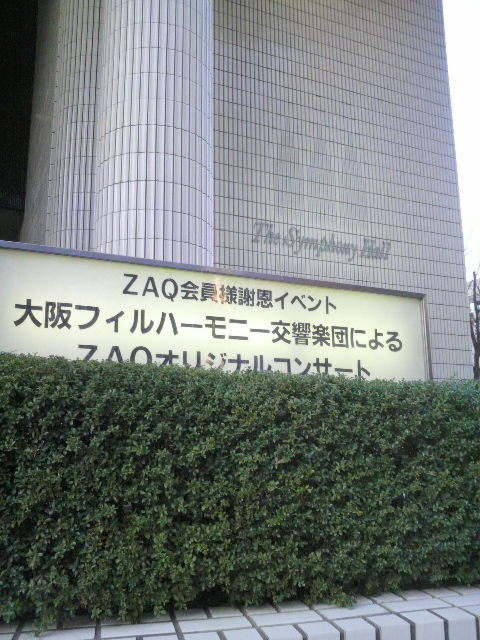 The Symphony Hall
ZAQ会員様謝恩イベント
大阪フィルハーモニー交響楽団による
ZAQオリジナルコンサート